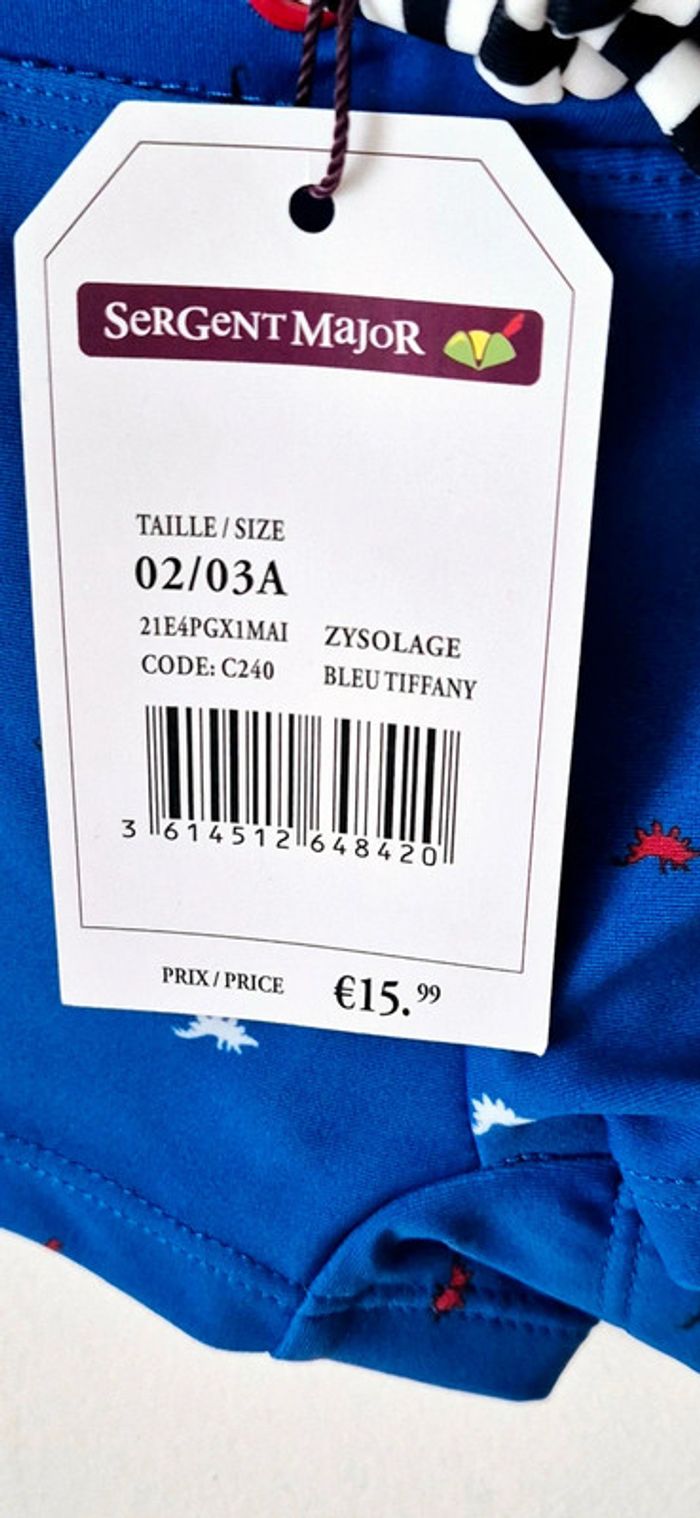 SeRGeNT MaJoR
TAILLE / SIZE
02/03A
21E4PGX1MAI ZYSOLAGE
CODE: C240 BLEU TIFFANY
3 614512 648420
PRIX / PRICE €15.99